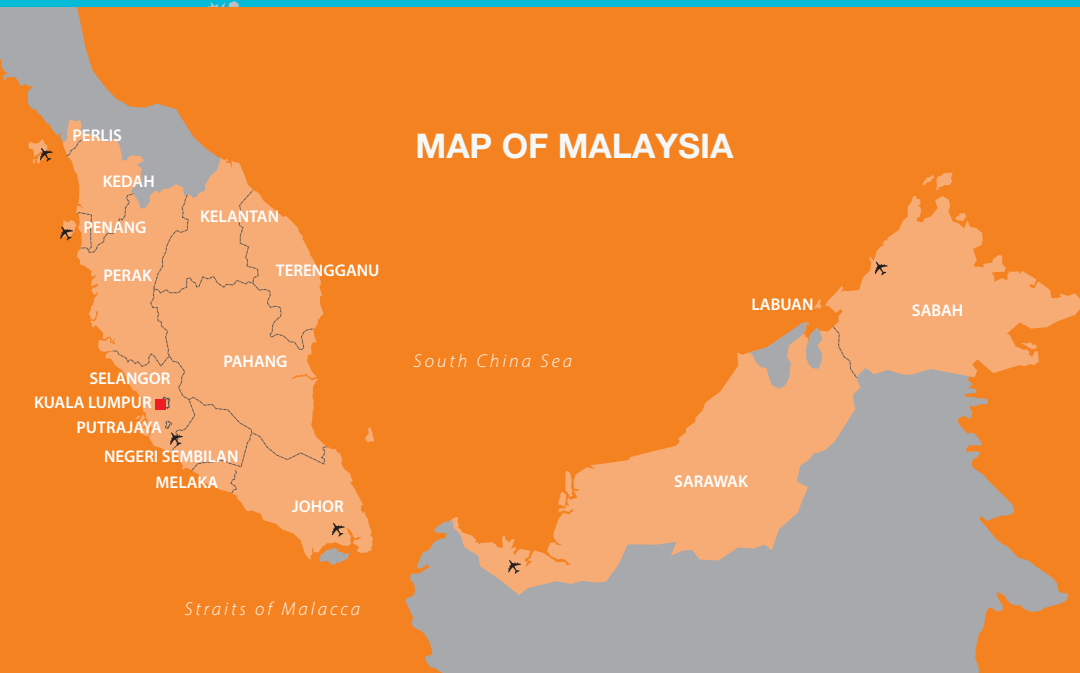 MAP OF MALAYSIA
PERLIS
KEDAH
PENANG
KELANTAN
PERAK
TERENGGANU
LABUAN
SABAH
PAHANG
South China Sea
SELANGOR
KUALA LUMPUR
PUTRAJAYA
NEGERI SEMBILAN
MELAKA
SARAWAK
JOHOR
Straits of Malacca